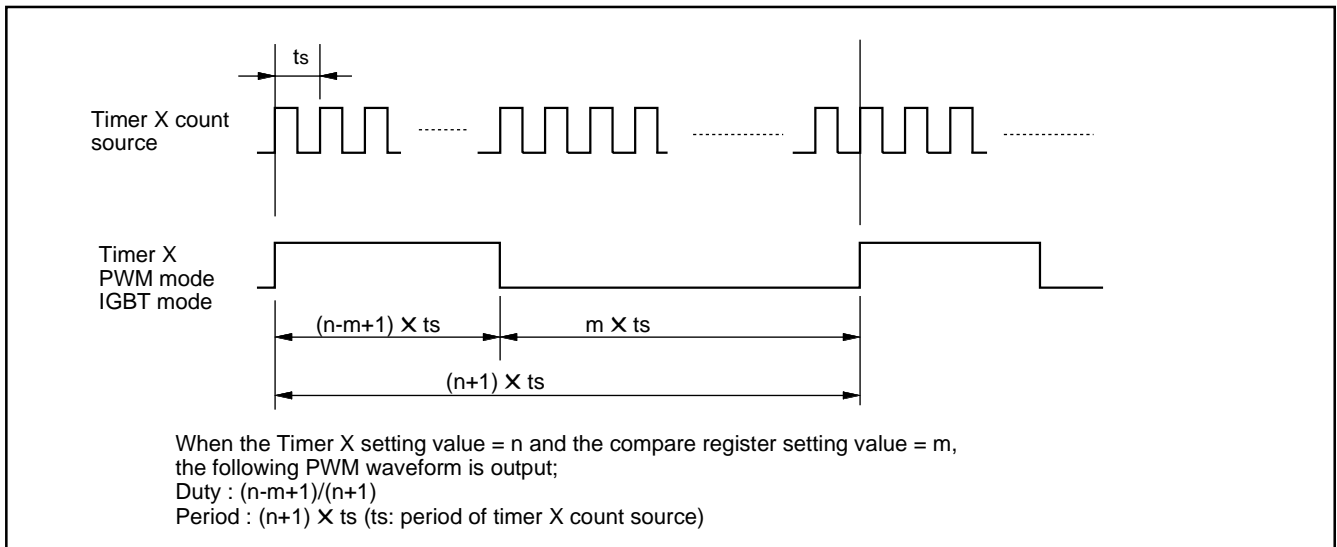 ts
Timer X count
source
Timer X
PWM mode
IGBT mode
(n-m+1) X ts
m X ts
(n+1) X ts
When the Timer X setting value = n and the compare register setting value = m,
the following PWM waveform is output;
Duty : (n-m+1)/(n+1)
Period : (n+1) X ts (ts: period of timer X count source)